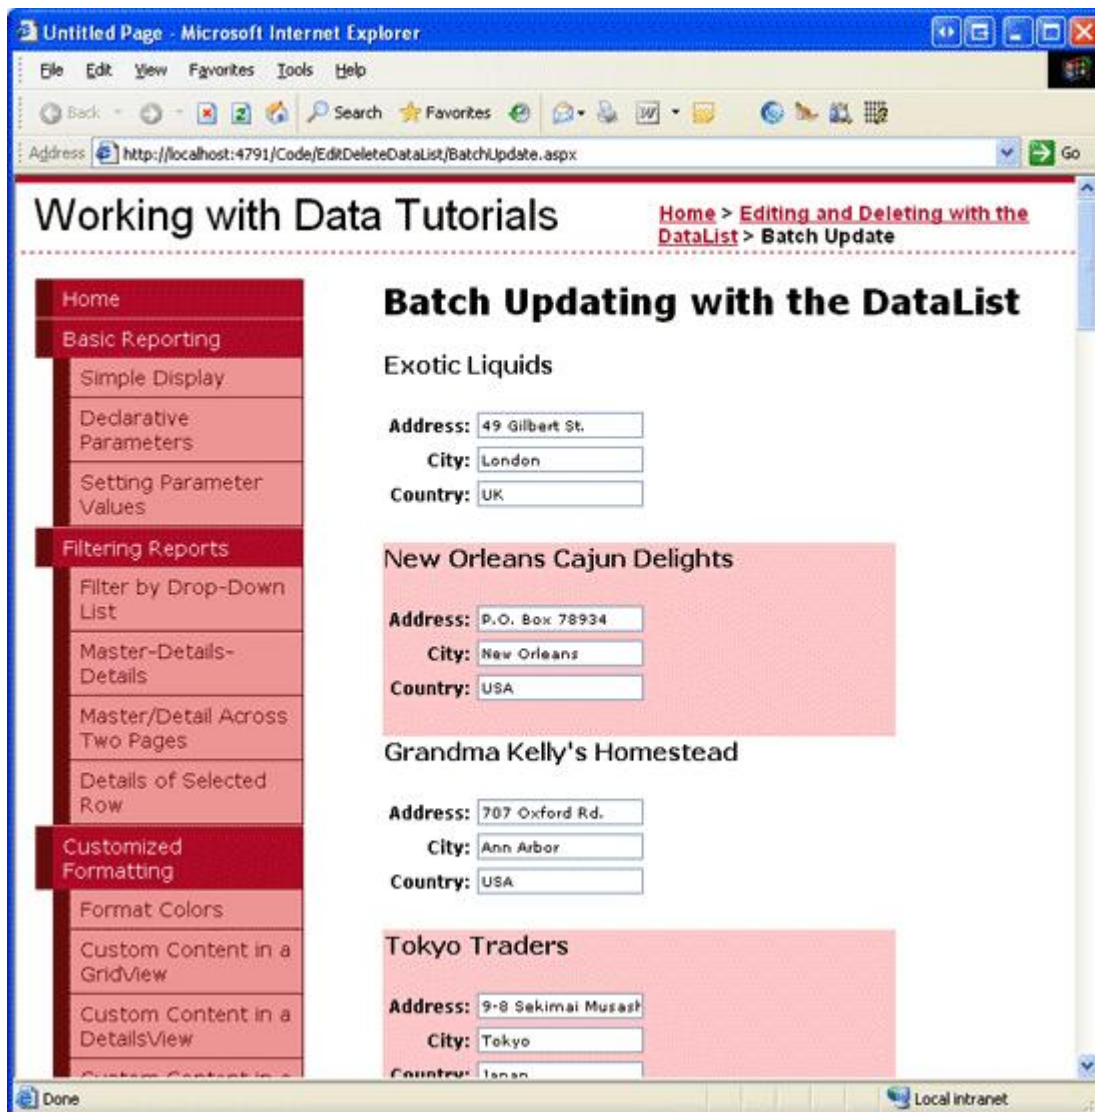 Untitled Page - Microsoft Internet Explorer
File Edit View Favorites Tools Help
Back Search Favorites
Address http://localhost:4791/Code/EditDeleteDataList/BatchUpdate.aspx Go
Working with Data Tutorials
Home > Editing and Deleting with the
DataList > Batch Update
Home
Basic Reporting
Simple Display
Declarative
Parameters
Setting Parameter
Values
Filtering Reports
Filter by Drop-Down
List
Master-Details-
Details
Master/Detail Across
Two Pages
Details of Selected
Row
Customized
Formatting
Format Colors
Custom Content in a
GridView
Custom Content in a
DetailsView
Custom Content in a
Batch Updating with the DataList
Exotic Liquids
Address: 49 Gilbert St.
City: London
Country: UK
New Orleans Cajun Delights
Address: P.O. Box 78934
City: New Orleans
Country: USA
Grandma Kelly's Homestead
Address: 707 Oxford Rd.
City: Ann Arbor
Country: USA
Tokyo Traders
Address: 9-8 Sekimai Musash
City: Tokyo
Country: Japan
Done Local intranet